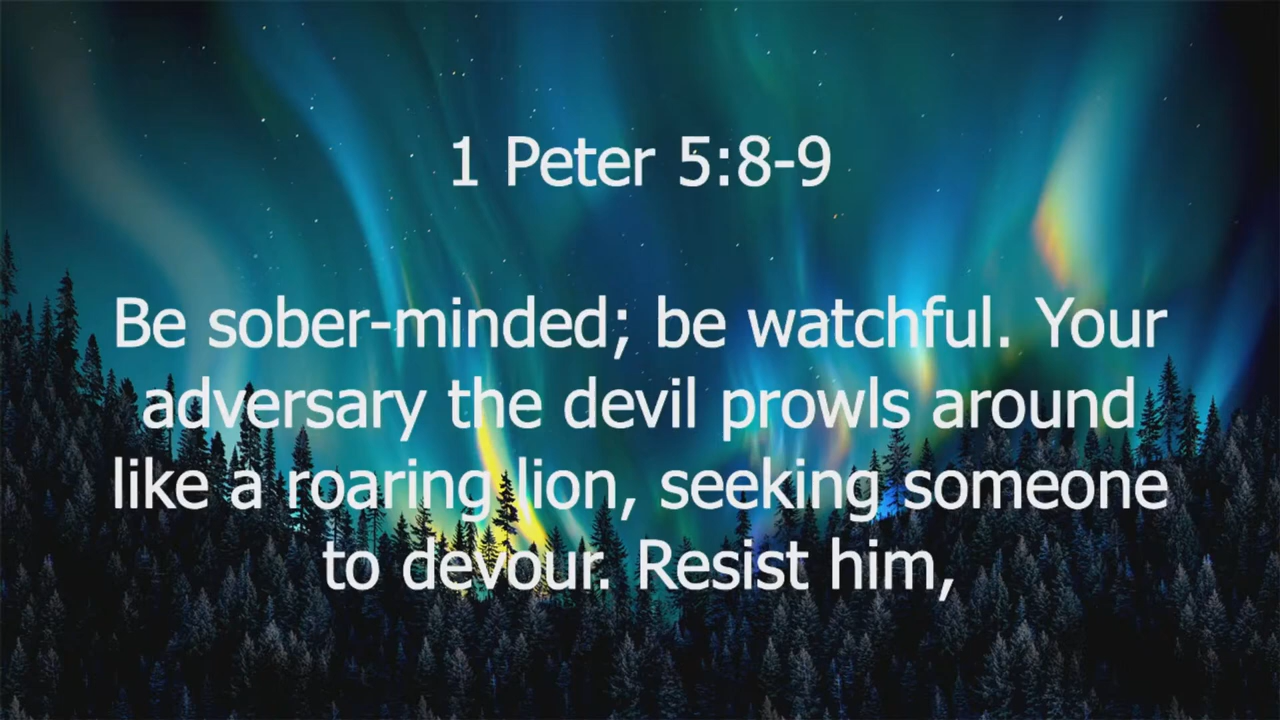 1 Peter 5:8-9
Be sober-minded; be watchful. Your
adversary the devil prowls around
like a roaring lion, seeking someone
to devour. Resist him,